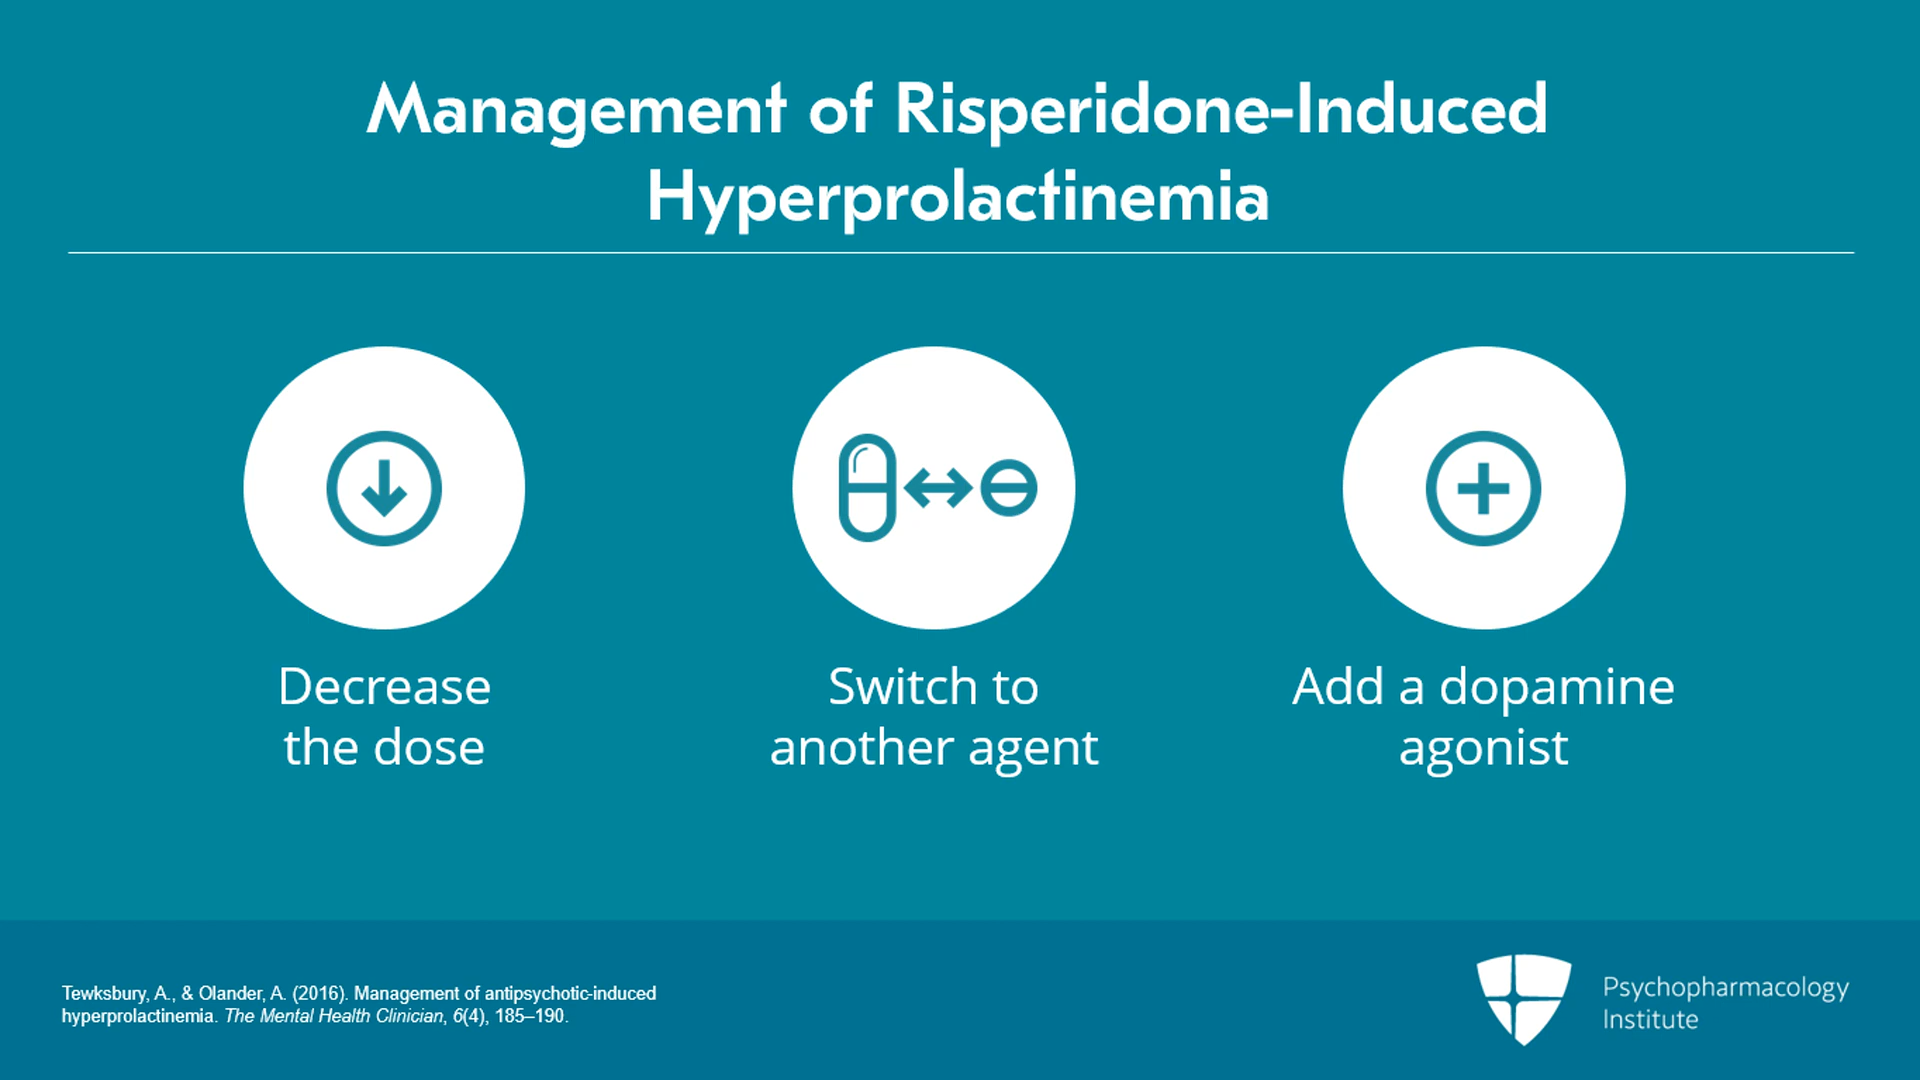 Management of Risperidone-Induced
Hyperprolactinemia
Decrease
the dose
Switch to
another agent
Add a dopamine
agonist
Tewksbury, A., & Olander, A. (2016). Management of antipsychotic-induced
hyperprolactinemia. The Mental Health Clinician, 6(4), 185–190.
Psychopharmacology
Institute